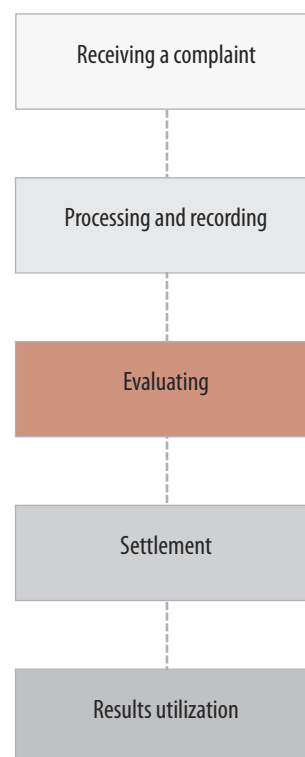 Receiving a complaint
Processing and recording
Evaluating
Settlement
Results utilization